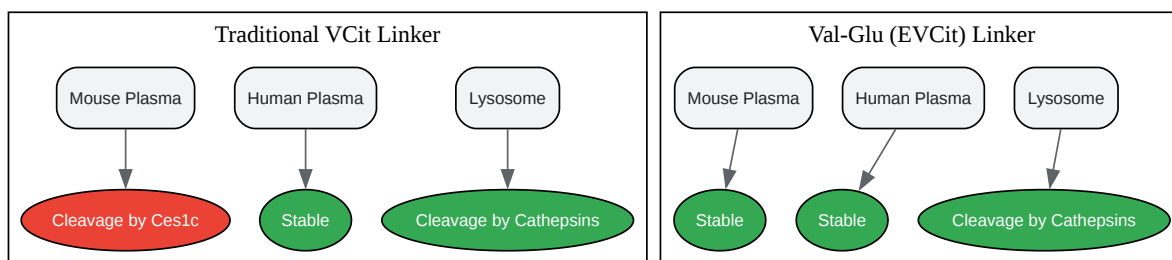 Traditional VCit Linker
Mouse Plasma
Human Plasma
Lysosome
Cleavage by Ces1c
Stable
Cleavage by Cathepsins
Val-Glu (EVCit) Linker
Mouse Plasma
Human Plasma
Lysosome
Stable
Stable
Cleavage by Cathepsins